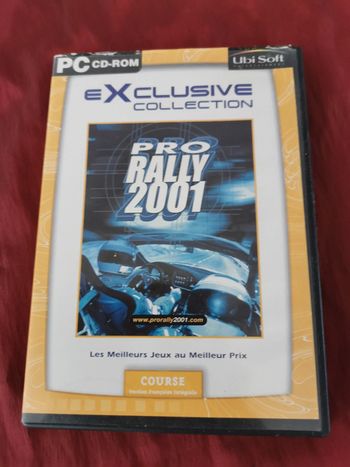 PC CD-ROM
Ubi Soft
ENTERTAINMENT
eXclusive
COLLECTION
PRO
RALLY
2001
www.prorally2001.com
Les Meilleurs Jeux au Meilleur Prix
COURSE
Version Française Intégrale